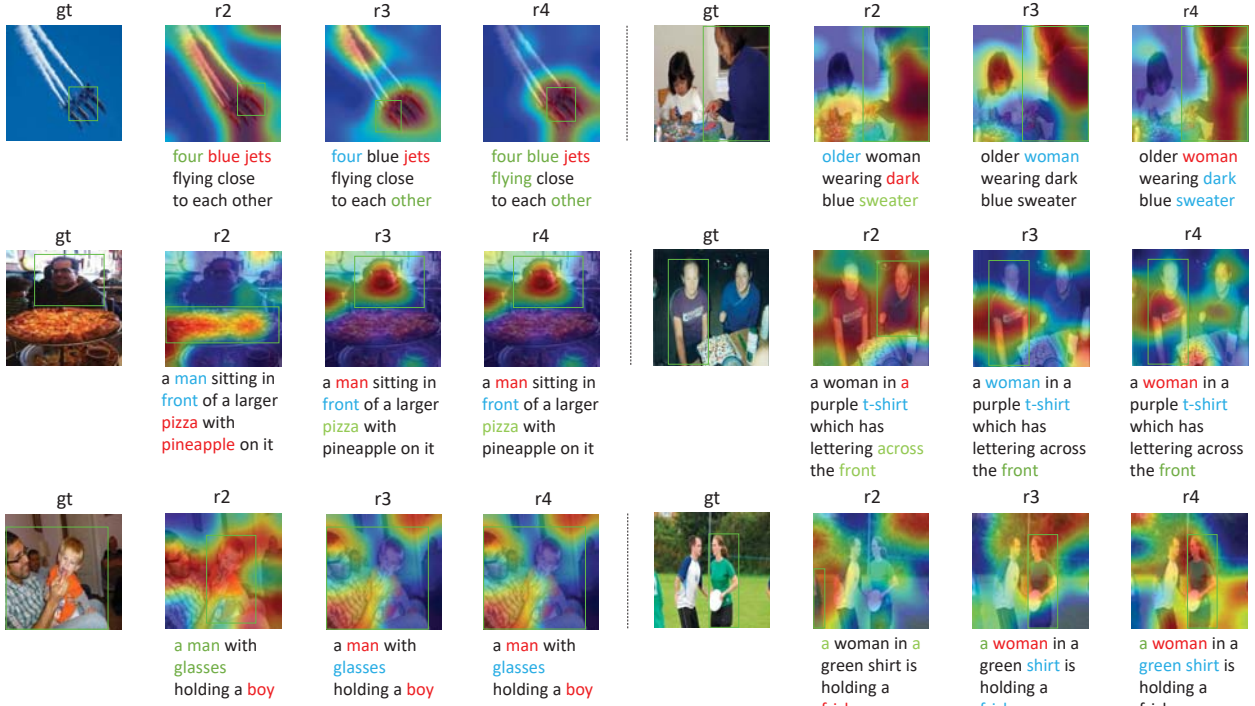 gt
r2
r3
r4
gt
r2
r3
r4
four blue jets
flying close
to each other
four blue jets
flying close
to each other
four blue jets
flying close
to each other
older woman
wearing dark
blue sweater
older woman
wearing dark
blue sweater
older woman
wearing dark
blue sweater
gt
r2
r3
r4
gt
r2
r3
r4
a man sitting in
front of a larger
pizza with
pineapple on it
a man sitting in
front of a larger
pizza with
pineapple on it
a man sitting in
front of a larger
pizza with
pineapple on it
a woman in a
purple t-shirt
which has
lettering across
the front
a woman in a
purple t-shirt
which has
lettering across
the front
a woman in a
purple t-shirt
which has
lettering across
the front
gt
r2
r3
r4
gt
r2
r3
r4
a man with
glasses
holding a boy
a man with
glasses
holding a boy
a man with
glasses
holding a boy
a woman in a
green shirt is
holding a
a woman in a
green shirt is
holding a
a woman in a
green shirt is
holding a